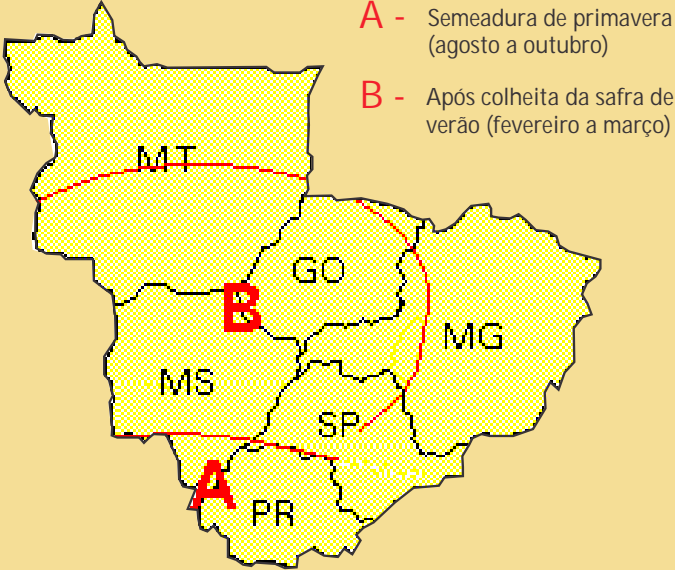 A - Semeadura de primavera
(agosto a outubro)
B - Após colheita da safra de
verão (fevereiro a março)
MT
GO
B
MG
MS
SP
A
PR